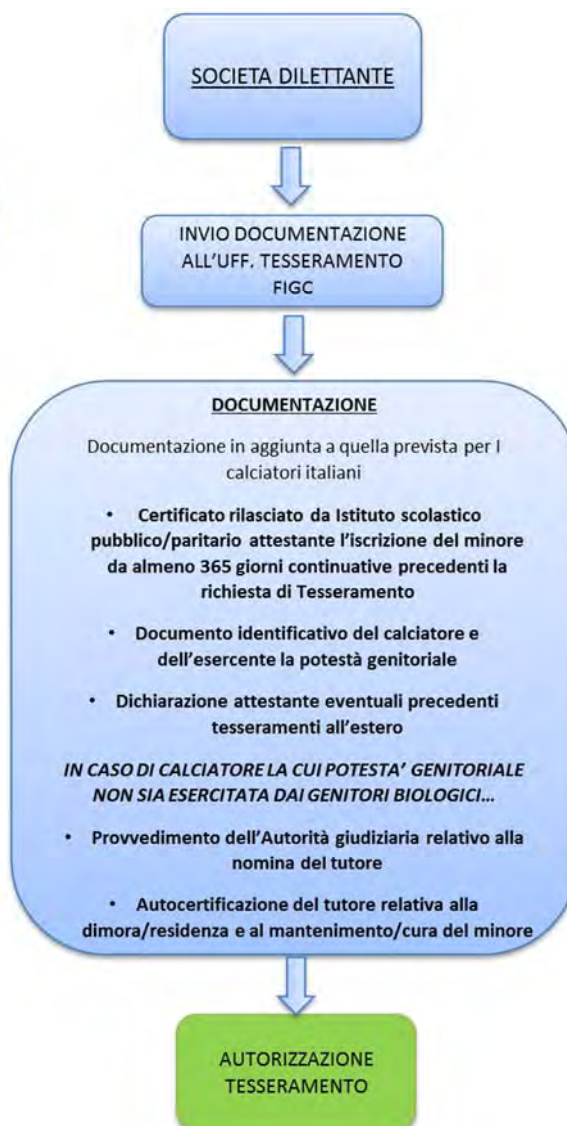 SOCIETA DILETTANTE
INVIO DOCUMENTAZIONE
ALL'UFF. TESSERAMENTO
FIGC
DOCUMENTAZIONE
Documentazione in aggiunta a quella prevista per I
calciatori italiani
• Certificato rilasciato da Istituto scolastico
pubblico/paritario attestante l'iscrizione del minore
da almeno 365 giorni continuative precedenti la
richiesta di Tesseramento
• Documento identificativo del calciatore e
dell'esercente la potestà genitoriale
• Dichiarazione attestante eventuali precedenti
tesseramenti all'estero
IN CASO DI CALCIATORE LA CUI POTESTA' GENITORIALE
NON SIA ESERCITATA DAI GENITORI BIOLOGICI...
• Provvedimento dell'Autorità giudiziaria relativo alla
nomina del tutore
• Autocertificazione del tutore relativa alla
dimora/residenza e al mantenimento/cura del minore
AUTORIZZAZIONE
TESSERAMENTO